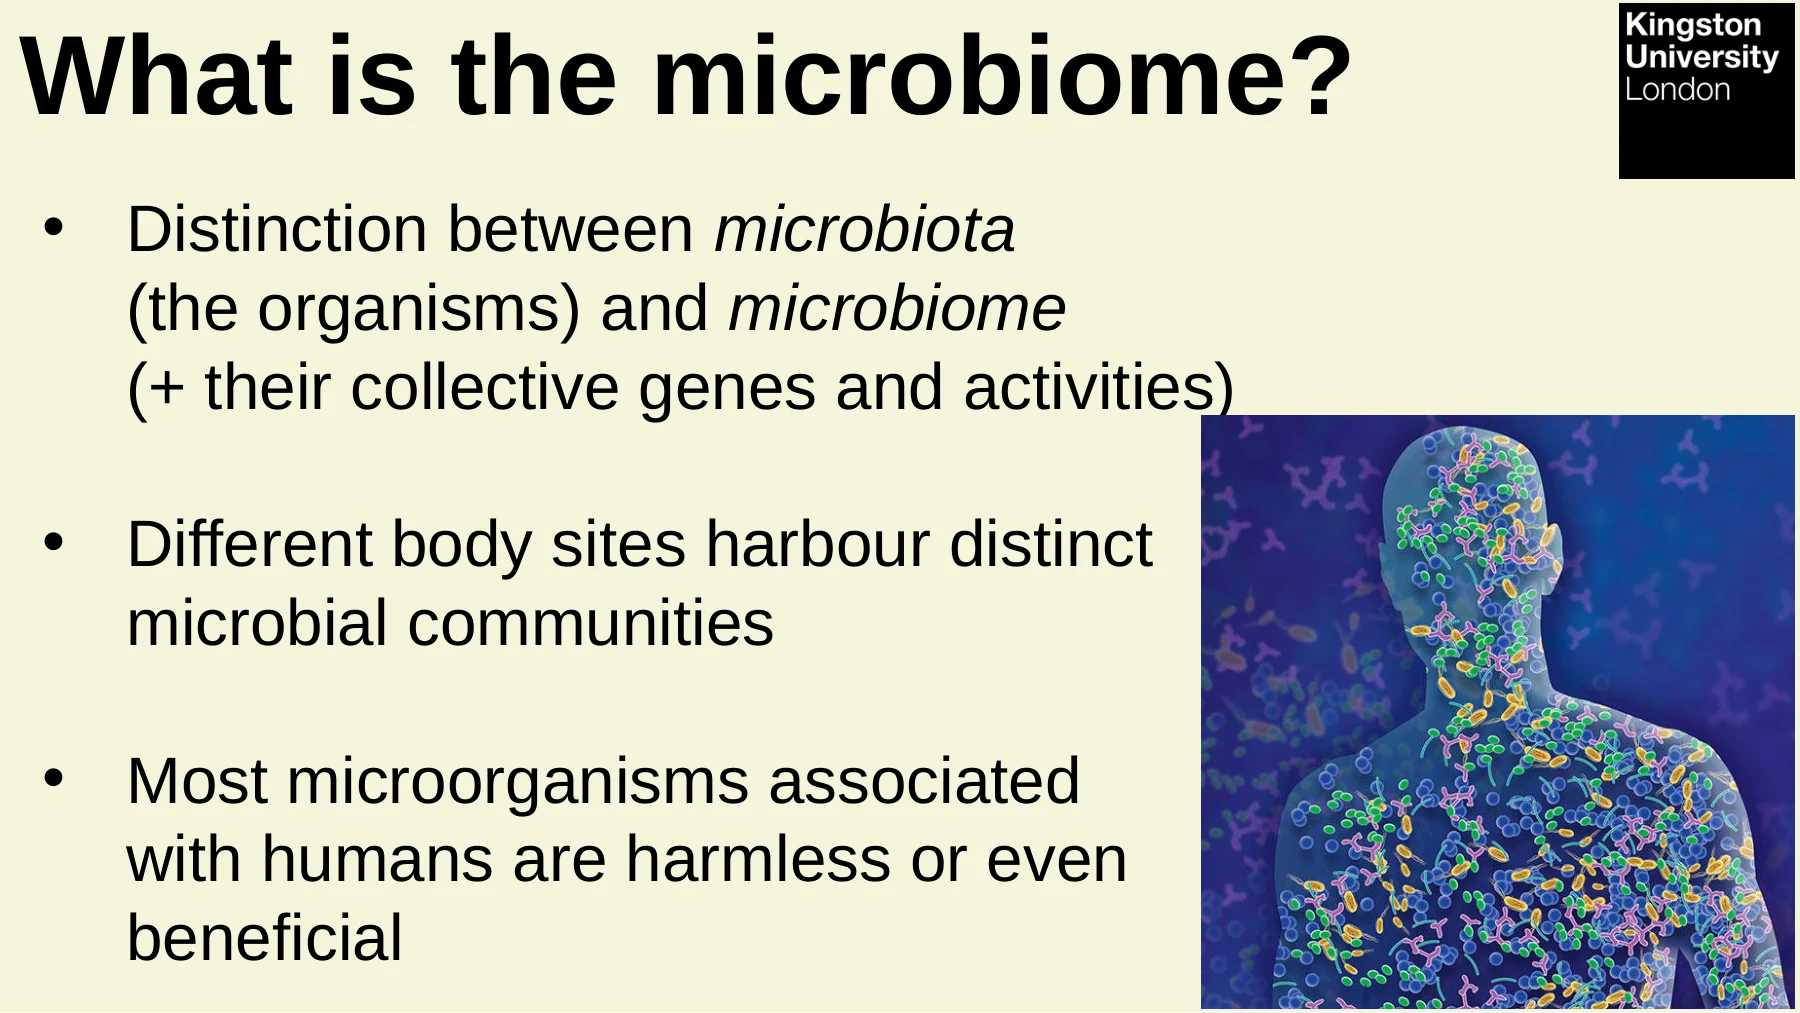 What is the microbiome?
Kingston
University
London
• Distinction between microbiota
(the organisms) and microbiome
(+ their collective genes and activities)
• Different body sites harbour distinct
microbial communities
• Most microorganisms associated
with humans are harmless or even
beneficial